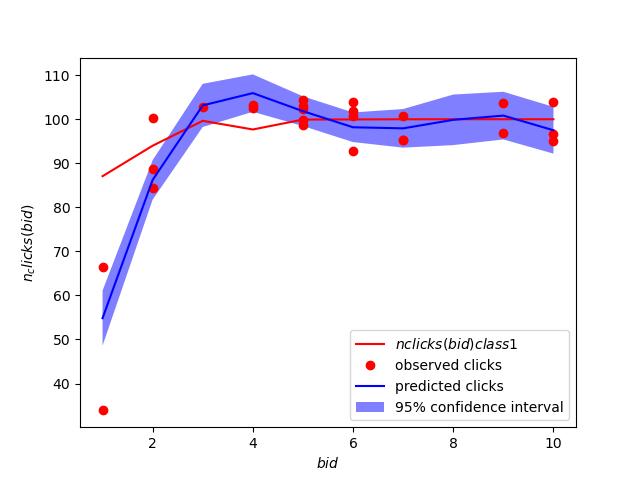 110
100
90
80
70
60
50
40
n_clicks(bid)
nclicks(bid)class1
observed clicks
predicted clicks
95% confidence interval
2
4
6
8
10
bid